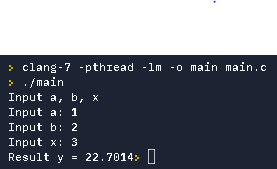 > clang-7 -pthread -lm -o main main.c
> ./main
Input a, b, x
Input a: 1
Input b: 2
Input x: 3
Result y = 22.7014>